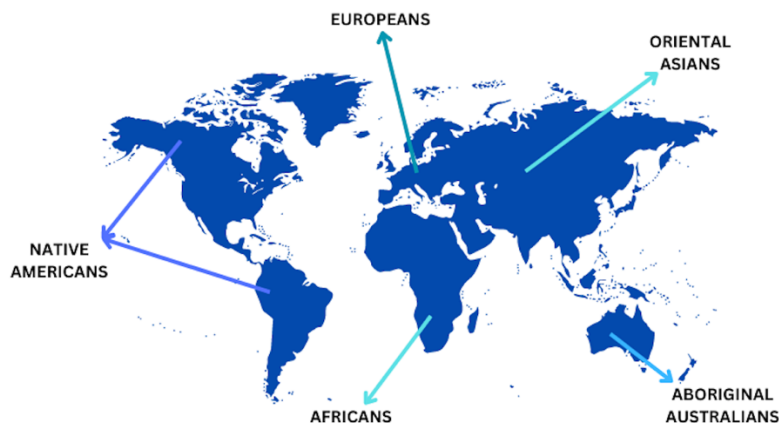 EUROPEANS
ORIENTAL
ASIANS
NATIVE
AMERICANS
AFRICANS
ABORIGINAL
AUSTRALIANS